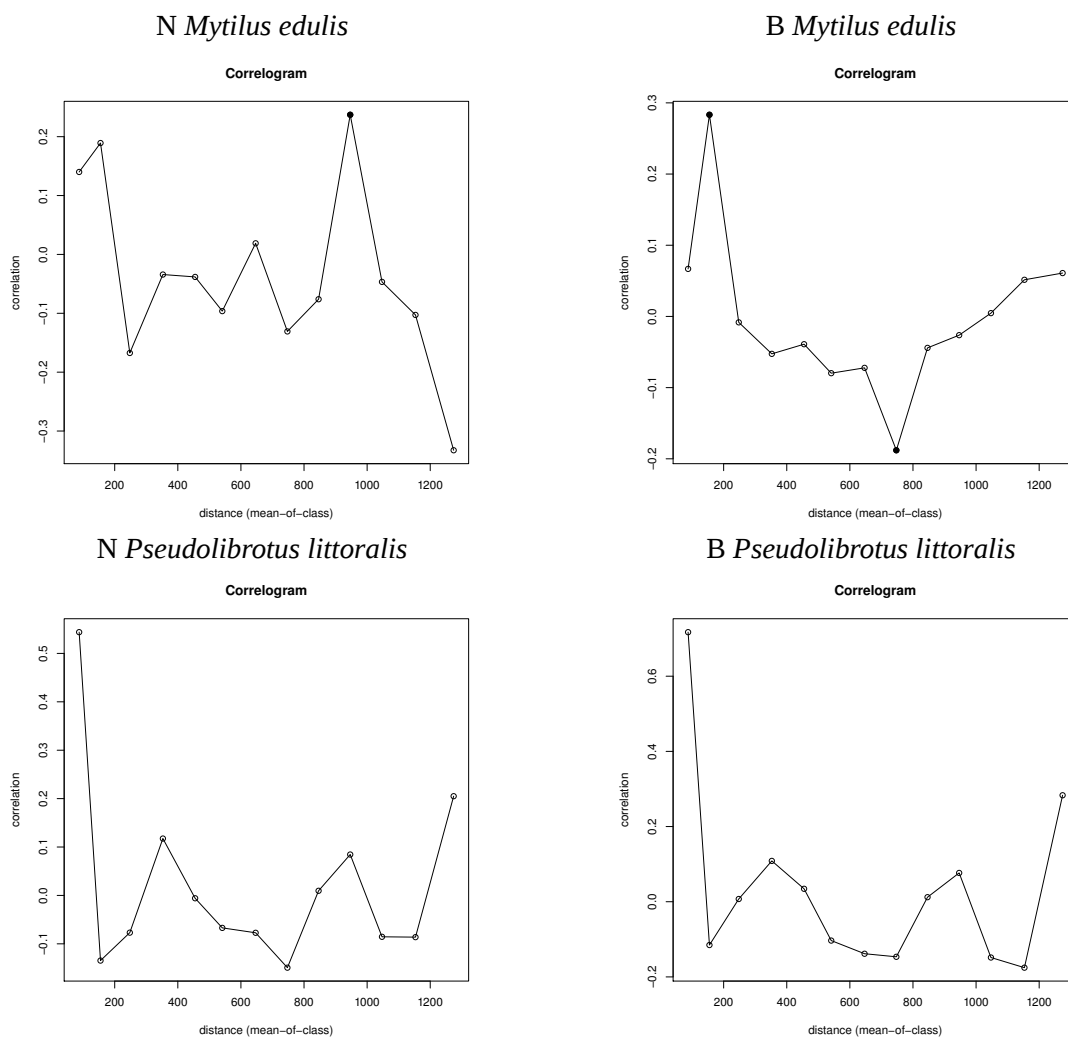 N Mytilus edulis
Correlogram
0.2
0.1
0.0
−0.1
−0.2
−0.3
correlation
200 400 600 800 1000 1200
distance (mean−of−class)
B Mytilus edulis
Correlogram
0.3
0.2
0.1
0.0
−0.1
−0.2
correlation
200 400 600 800 1000 1200
distance (mean−of−class)
N Pseudolibrotus littoralis
Correlogram
0.5
0.4
0.3
0.2
0.1
0.0
−0.1
correlation
200 400 600 800 1000 1200
distance (mean−of−class)
B Pseudolibrotus littoralis
Correlogram
0.6
0.4
0.2
0.0
−0.2
correlation
200 400 600 800 1000 1200
distance (mean−of−class)